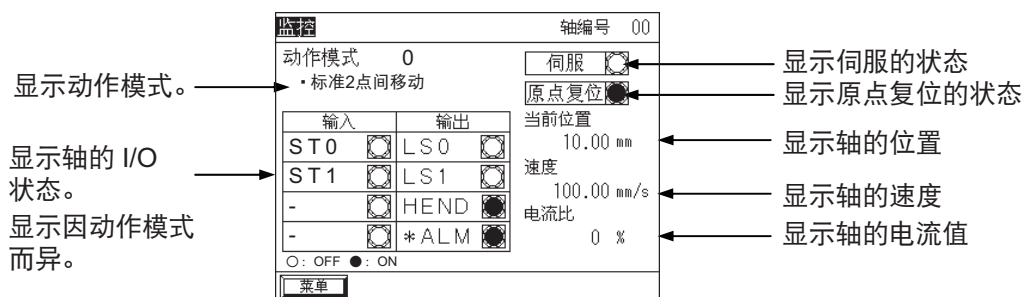 监控
轴编号 00
动作模式 0
・标准2点间移动
伺服
原点复位
当前位置
10.00 mm
速度
100.00 mm/s
电流比
0 %
输入 输出
ST0 LS0
ST1 LS1
- HEND
- *ALM
○: OFF ●: ON
菜单
显示动作模式。
显示轴的 I/O
状态。
显示因动作模式
而异。
显示伺服的状态
显示原点复位的状态
显示轴的位置
显示轴的速度
显示轴的电流值